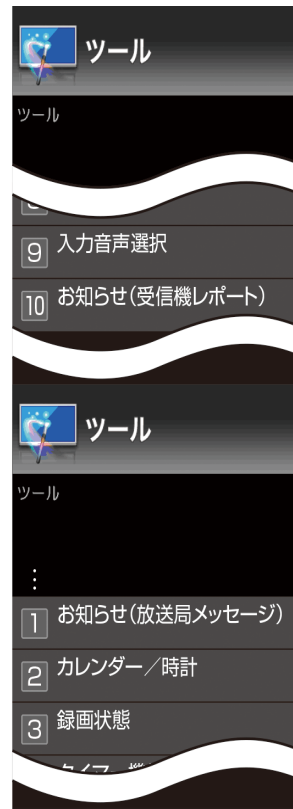 ツール
ツール
9 入力音声選択
10 お知らせ(受信機レポート)
ツール
ツール
⋮
1 お知らせ(放送局メッセージ)
2 カレンダー/時計
3 録画状態